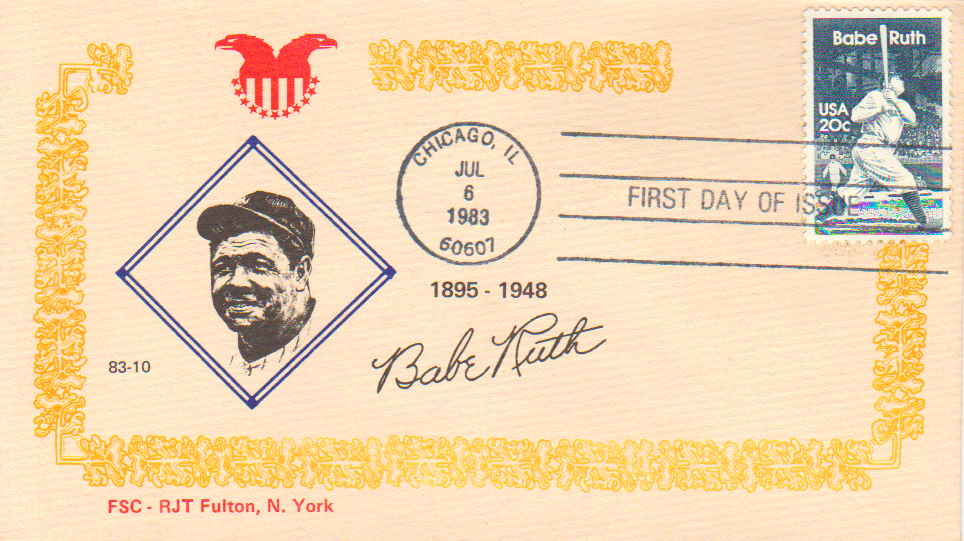 Babe Ruth
USA
20c
CHICAGO, IL
JUL
6
1983
60607
FIRST DAY OF ISSUE
1895 - 1948
Babe Ruth
83-10
FSC - RJT Fulton, N. York